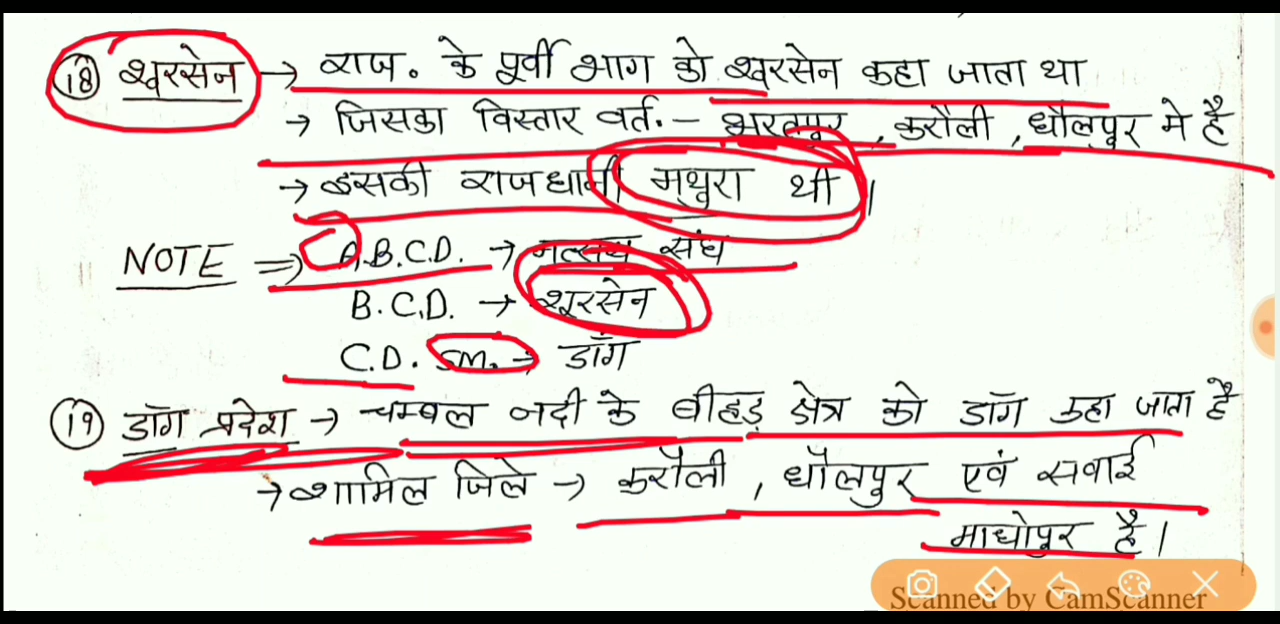 (18) शूरसेन → राज. के पूर्वी भाग को शूरसेन कहा जाता था
→ जिसका विस्तार वर्त.- भरतपुर, करौली, धौलपुर मे है
→ इसकी राजधानी मथुरा थी।
NOTE ⇒ A.B.C.D. → मत्सय संघ
B.C.D. → शूरसेन
C.D. SM. → डाँग
(19) डाँग प्रदेश → चम्बल नदी के बीहड़ क्षेत्र को डाँग कहा जाता है
→ शामिल जिले → करौली, धौलपुर एवं सवाई
माधोपुर है।
Scanned by CamScanner